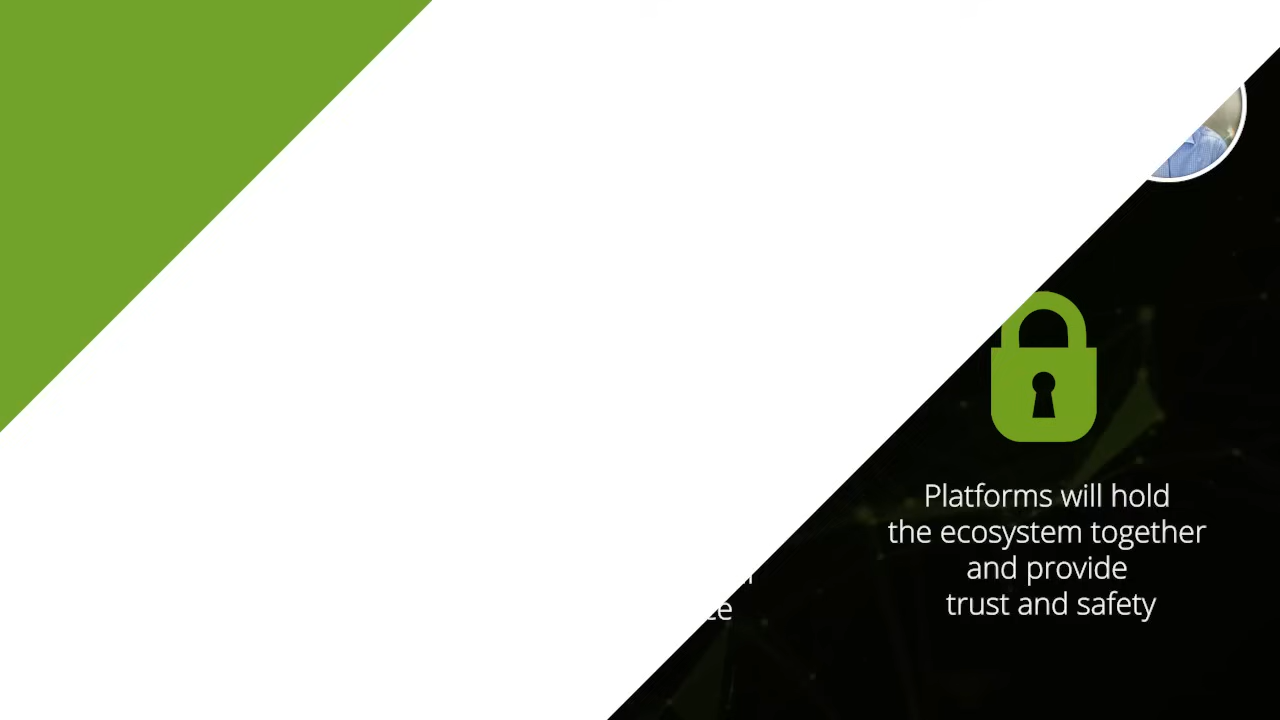 Platforms will hold
the ecosystem together
and provide
trust and safety